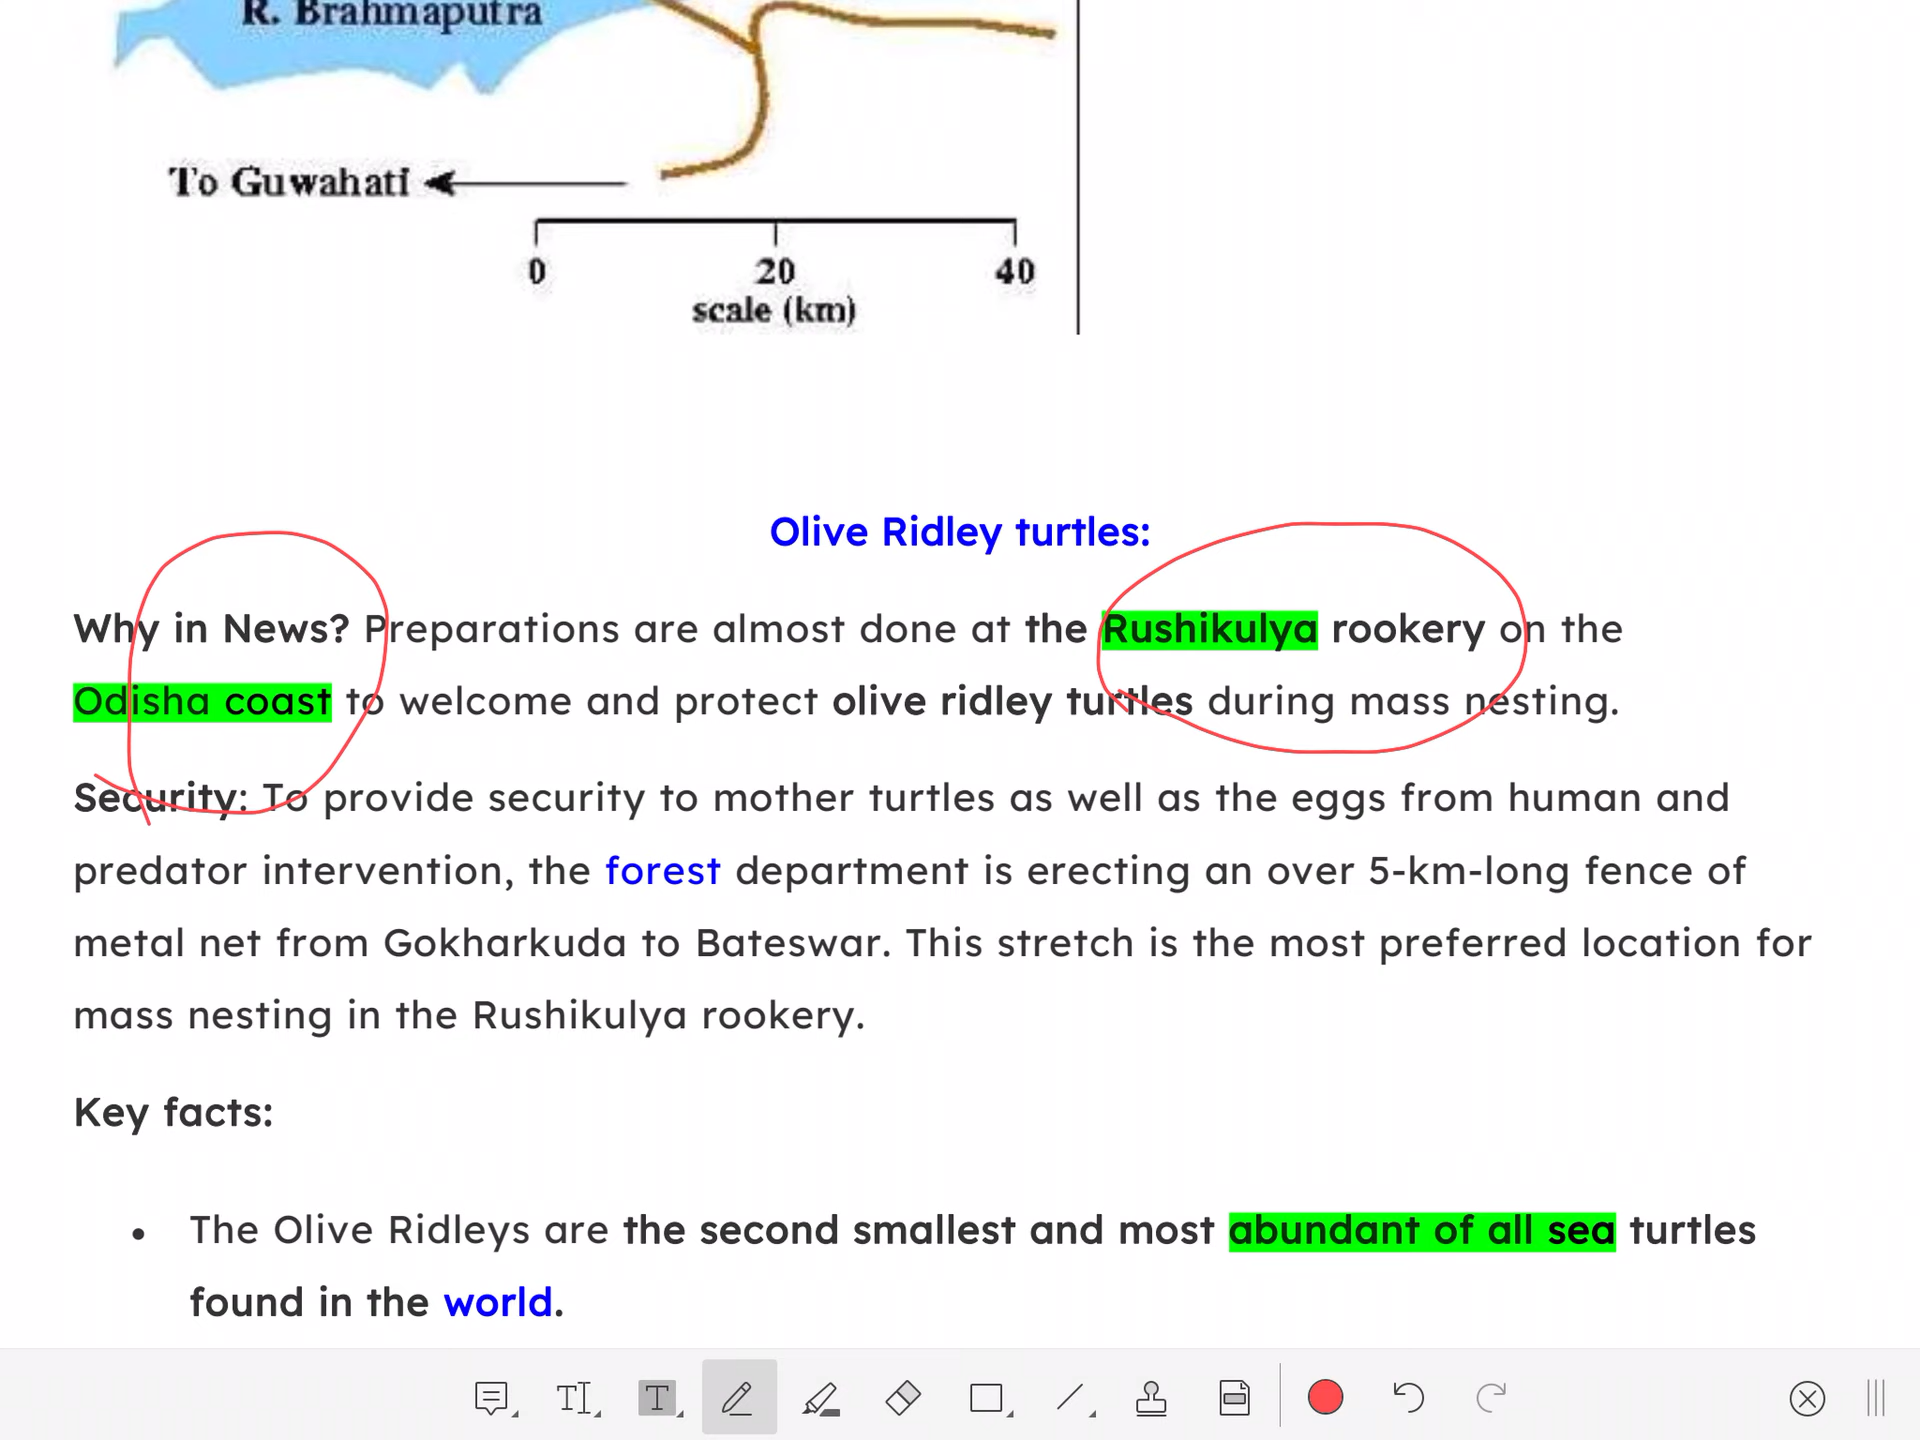 R. Brahmaputra
To Guwahati
0 20 40
scale (km)
Olive Ridley turtles:
Why in News? Preparations are almost done at the Rushikulya rookery on the
Odisha coast to welcome and protect olive ridley turtles during mass nesting.
Security: To provide security to mother turtles as well as the eggs from human and
predator intervention, the forest department is erecting an over 5-km-long fence of
metal net from Gokharkuda to Bateswar. This stretch is the most preferred location for
mass nesting in the Rushikulya rookery.
Key facts:
• The Olive Ridleys are the second smallest and most abundant of all sea turtles
found in the world.